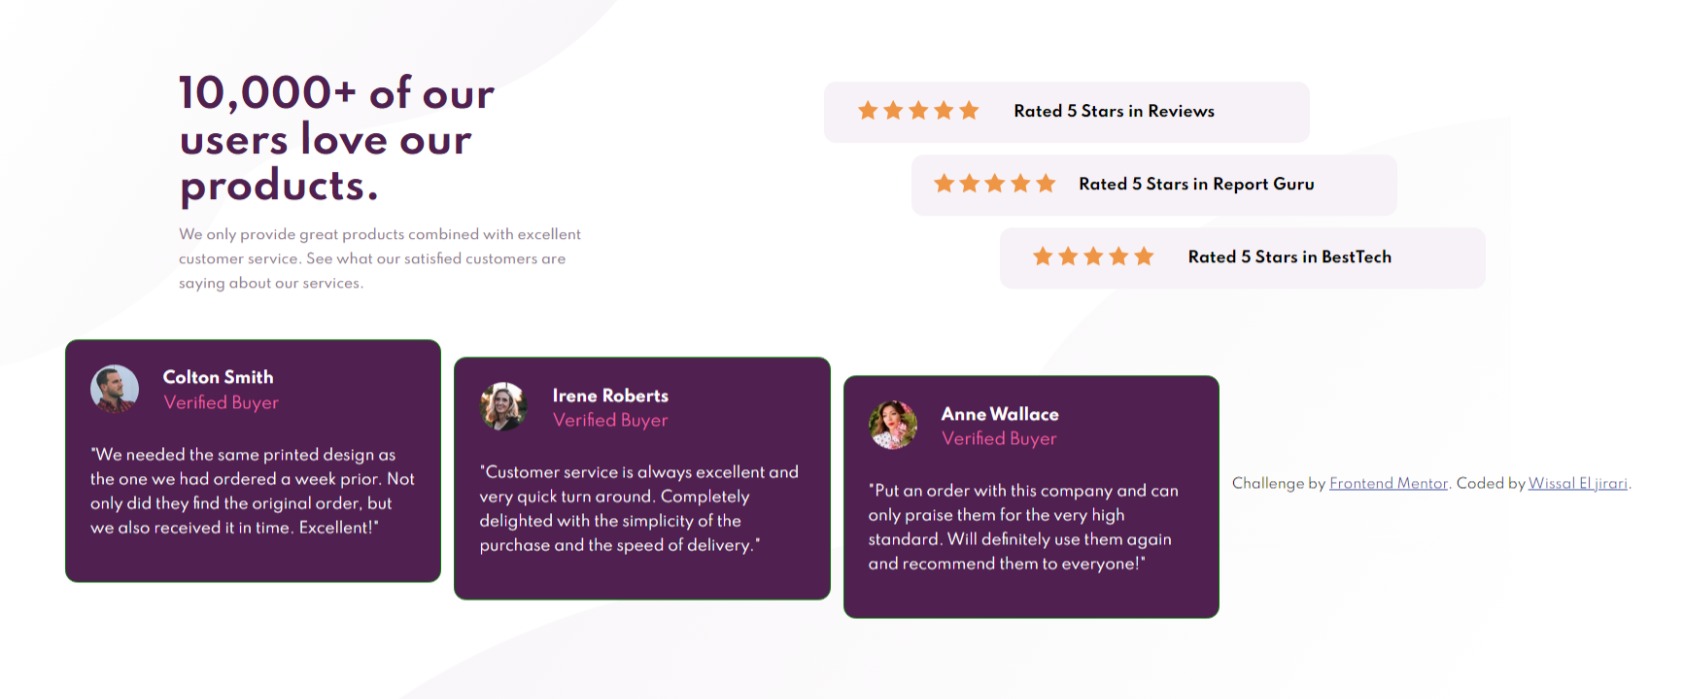 10,000+ of our
users love our
products.
We only provide great products combined with excellent
customer service. See what our satisfied customers are
saying about our services.
Rated 5 Stars in Reviews
Rated 5 Stars in Report Guru
Rated 5 Stars in BestTech
Colton Smith
Verified Buyer
"We needed the same printed design as
the one we had ordered a week prior. Not
only did they find the original order, but
we also received it in time. Excellent!"
Irene Roberts
Verified Buyer
"Customer service is always excellent and
very quick turn around. Completely
delighted with the simplicity of the
purchase and the speed of delivery."
Anne Wallace
Verified Buyer
"Put an order with this company and can
only praise them for the very high
standard. Will definitely use them again
and recommend them to everyone!"
Challenge by Frontend Mentor. Coded by Wissal El jirari.